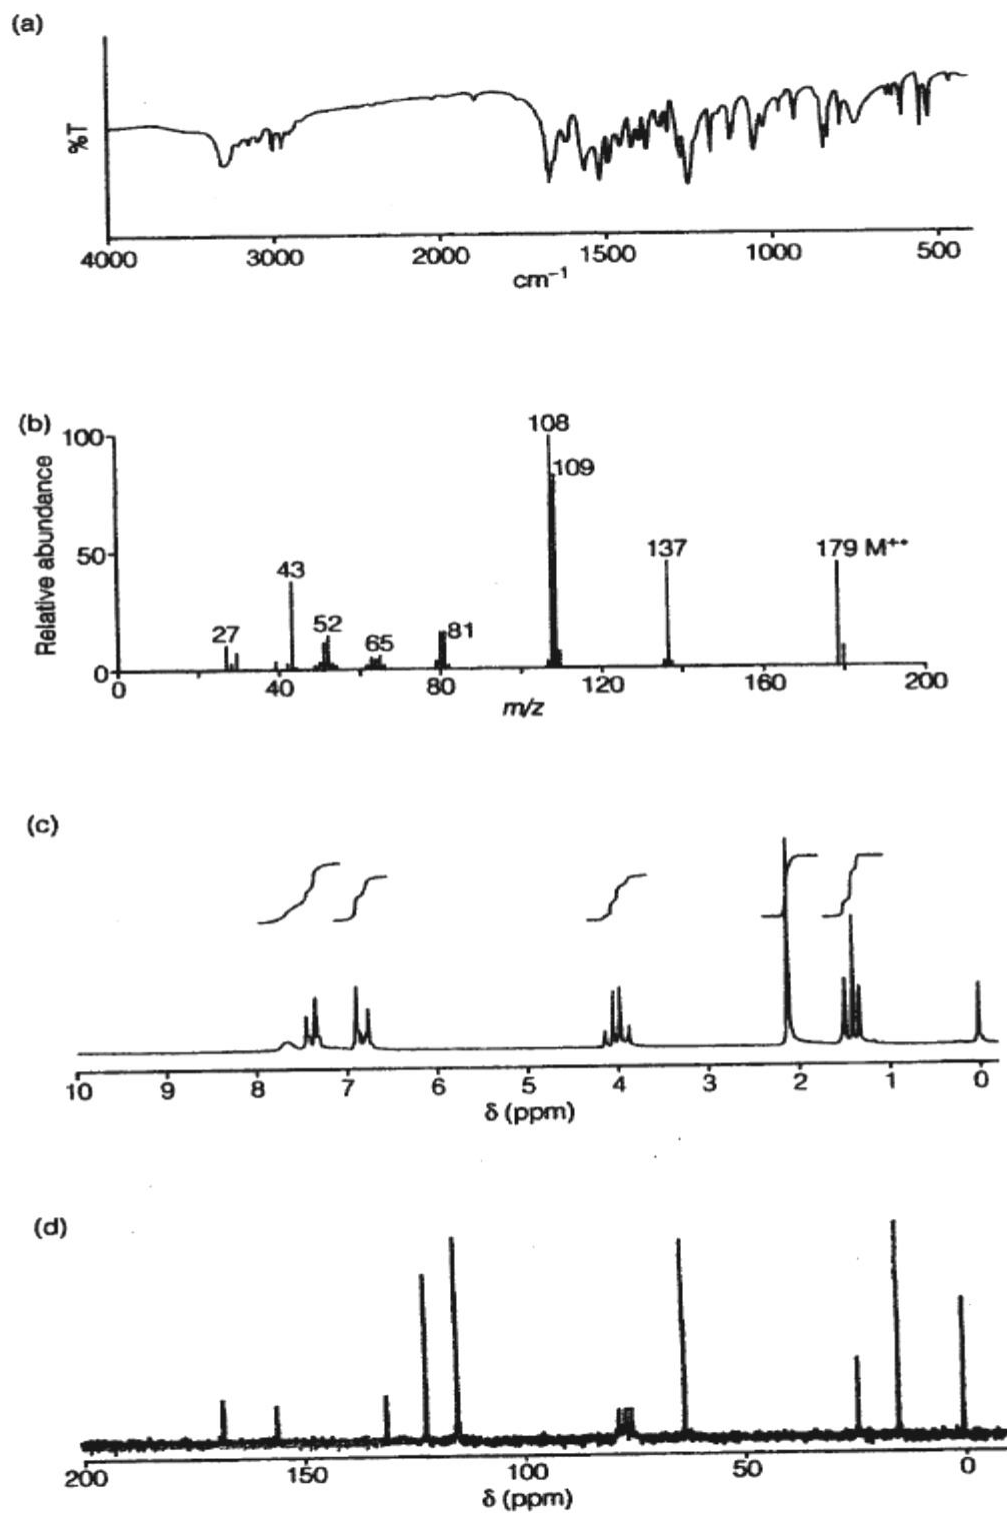 (a)
%T
4000 3000 2000 1500 1000 500
cm⁻¹
(b)
Relative abundance
100
50
0
27 43 52 65 81 108 109 137 179 M⁺•
0 40 80 120 160 200
m/z
(c)
10 9 8 7 6 5 4 3 2 1 0
δ (ppm)
(d)
200 150 100 50 0
δ (ppm)